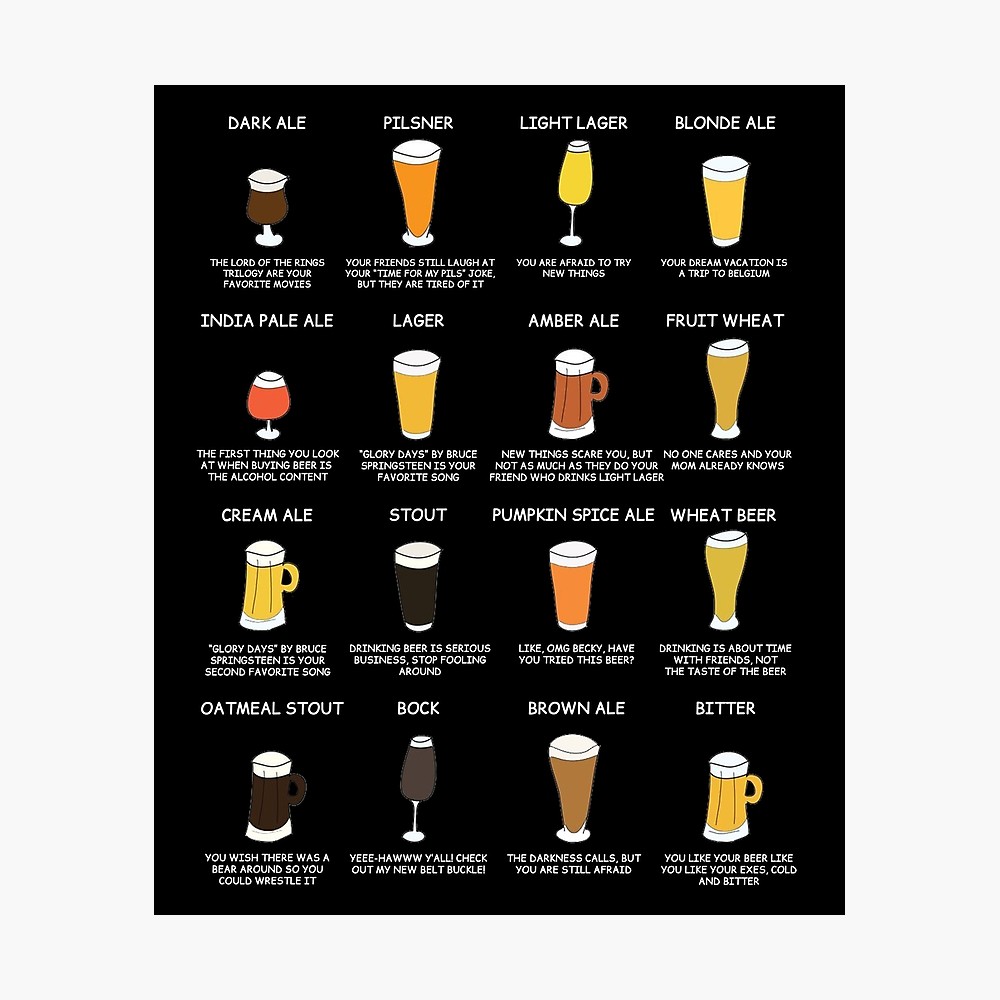 DARK ALE
THE LORD OF THE RINGS
TRILOGY ARE YOUR
FAVORITE MOVIES
PILSNER
YOUR FRIENDS STILL LAUGH AT
YOUR "TIME FOR MY PILS" JOKE,
BUT THEY ARE TIRED OF IT
LIGHT LAGER
YOU ARE AFRAID TO TRY
NEW THINGS
BLONDE ALE
YOUR DREAM VACATION IS
A TRIP TO BELGIUM
INDIA PALE ALE
THE FIRST THING YOU LOOK
AT WHEN BUYING BEER IS
THE ALCOHOL CONTENT
LAGER
"GLORY DAYS" BY BRUCE
SPRINGSTEEN IS YOUR
FAVORITE SONG
AMBER ALE
NEW THINGS SCARE YOU, BUT
NOT AS MUCH AS THEY DO YOUR
FRIEND WHO DRINKS LIGHT LAGER
FRUIT WHEAT
NO ONE CARES AND YOUR
MOM ALREADY KNOWS
CREAM ALE
"GLORY DAYS" BY BRUCE
SPRINGSTEEN IS YOUR
SECOND FAVORITE SONG
STOUT
DRINKING BEER IS SERIOUS
BUSINESS, STOP FOOLING
AROUND
PUMPKIN SPICE ALE
LIKE, OMG BECKY, HAVE
YOU TRIED THIS BEER?
WHEAT BEER
DRINKING IS ABOUT TIME
WITH FRIENDS, NOT
THE TASTE OF THE BEER
OATMEAL STOUT
YOU WISH THERE WAS A
BEAR AROUND SO YOU
COULD WRESTLE IT
BOCK
YEEE-HAWWW Y'ALL! CHECK
OUT MY NEW BELT BUCKLE!
BROWN ALE
THE DARKNESS CALLS, BUT
YOU ARE STILL AFRAID
BITTER
YOU LIKE YOUR BEER LIKE
YOU LIKE YOUR EXES, COLD
AND BITTER